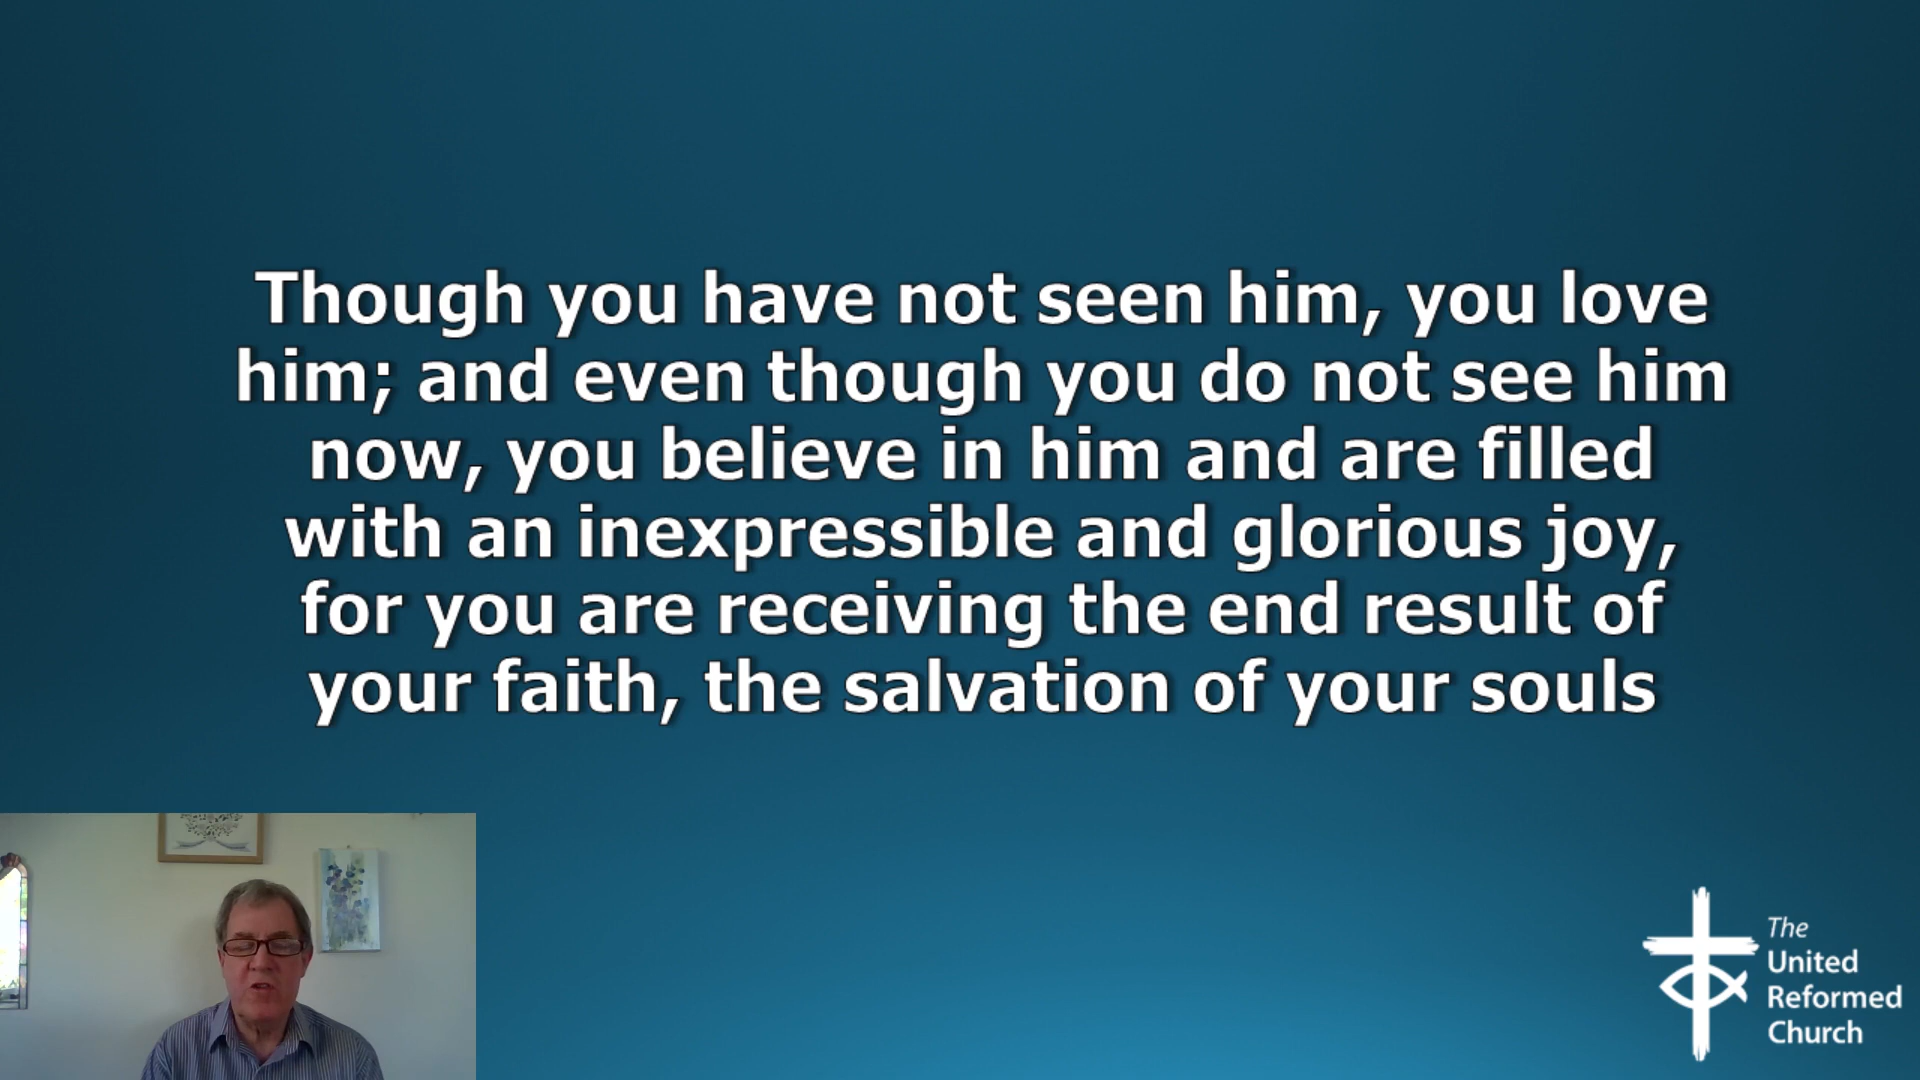 Though you have not seen him, you love
him; and even though you do not see him
now, you believe in him and are filled
with an inexpressible and glorious joy,
for you are receiving the end result of
your faith, the salvation of your souls
The
United
Reformed
Church